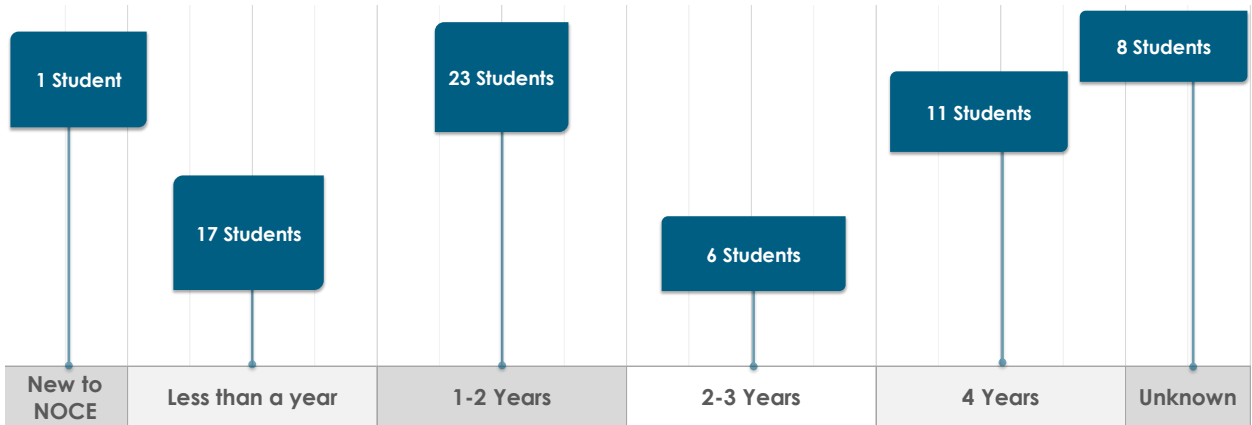 1 Student
17 Students
23 Students
6 Students
11 Students
8 Students
New to
NOCE
Less than a year
1-2 Years
2-3 Years
4 Years
Unknown